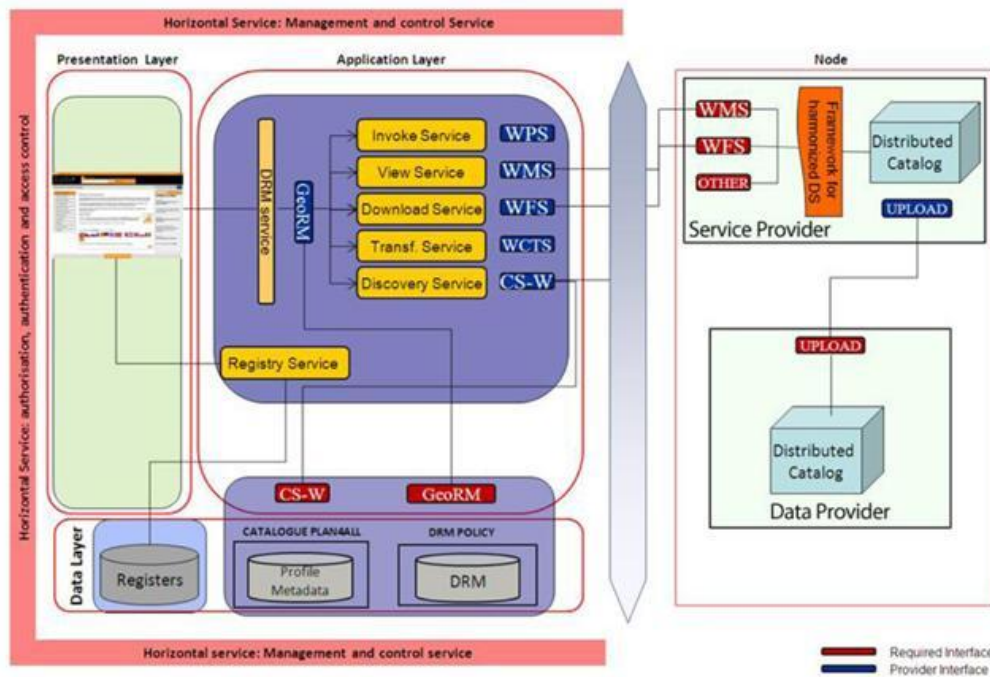 Horizontal Service: Management and control Service
Horizontal Service: authorisation, authentication and access control
Presentation Layer
Application Layer
Node
DRM service
GeoRM
Invoke Service
WPS
View Service
WMS
Download Service
WFS
Transf. Service
WCTS
Discovery Service
CS-W
Registry Service
WMS
WFS
OTHER
Framework for
harmonized DS
Distributed
Catalog
UPLOAD
Service Provider
UPLOAD
Distributed
Catalog
Data Provider
CS-W
GeoRM
Data Layer
Registers
CATALOGUE PLAN4ALL
Profile
Metadata
DRM POLICY
DRM
Horizontal service: Management and control service
Required Interface
Provider Interface